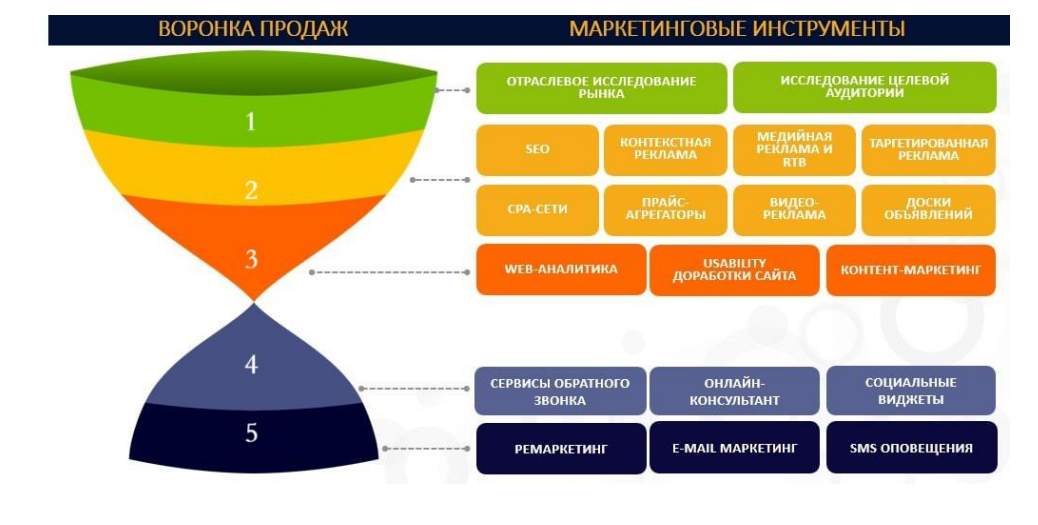 ВОРОНКА ПРОДАЖ
МАРКЕТИНГОВЫЕ ИНСТРУМЕНТЫ
1
ОТРАСЛЕВОЕ ИССЛЕДОВАНИЕ
РЫНКА
ИССЛЕДОВАНИЕ ЦЕЛЕВОЙ
АУДИТОРИИ
2
SEO
КОНТЕКСТНАЯ
РЕКЛАМА
МЕДИЙНАЯ
РЕКЛАМА И
RTB
ТАРГЕТИРОВАННАЯ
РЕКЛАМА
CPA-СЕТИ
ПРАЙС-
АГРЕГАТОРЫ
ВИДЕО-
РЕКЛАМА
ДОСКИ
ОБЪЯВЛЕНИЙ
3
WEB-АНАЛИТИКА
USABILITY
ДОРАБОТКИ САЙТА
КОНТЕНТ-МАРКЕТИНГ
4
СЕРВИСЫ ОБРАТНОГО
ЗВОНКА
ОНЛАЙН-
КОНСУЛЬТАНТ
СОЦИАЛЬНЫЕ
ВИДЖЕТЫ
5
РЕМАРКЕТИНГ
E-MAIL МАРКЕТИНГ
SMS ОПОВЕЩЕНИЯ